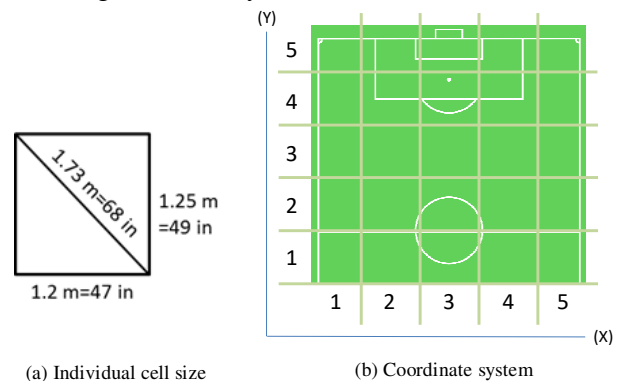 1.73 m=68 in
1.25 m
=49 in
1.2 m=47 in
(a) Individual cell size
(Y)
5
4
3
2
1
1 2 3 4 5
(X)
(b) Coordinate system